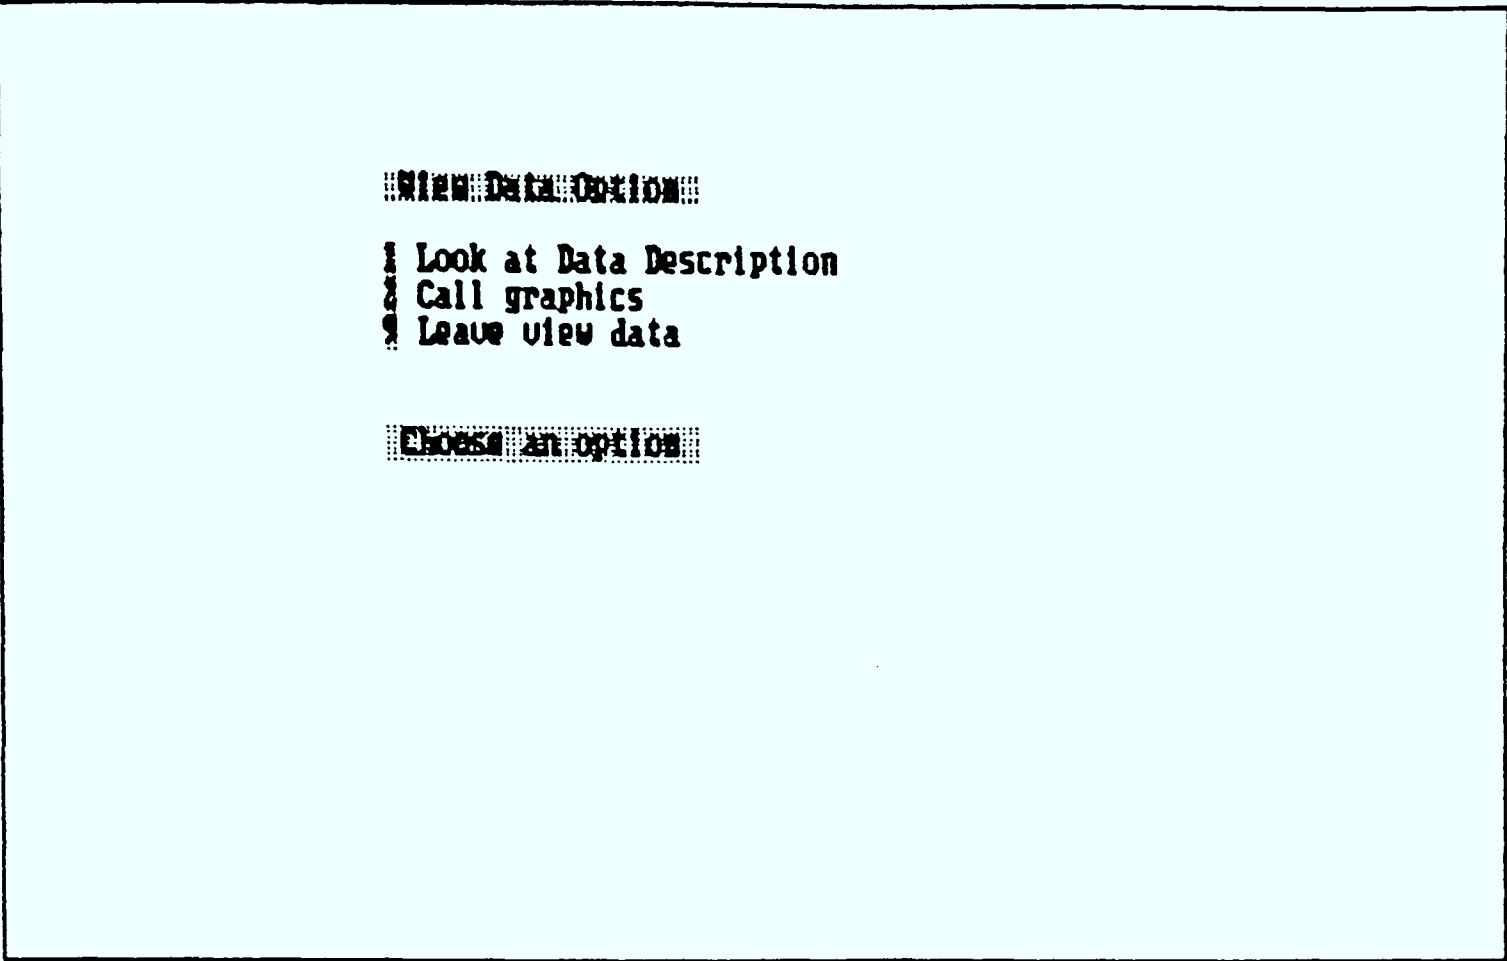 View Data Option
1 Look at Data Description
2 Call graphics
9 Leave view data
Choose an option